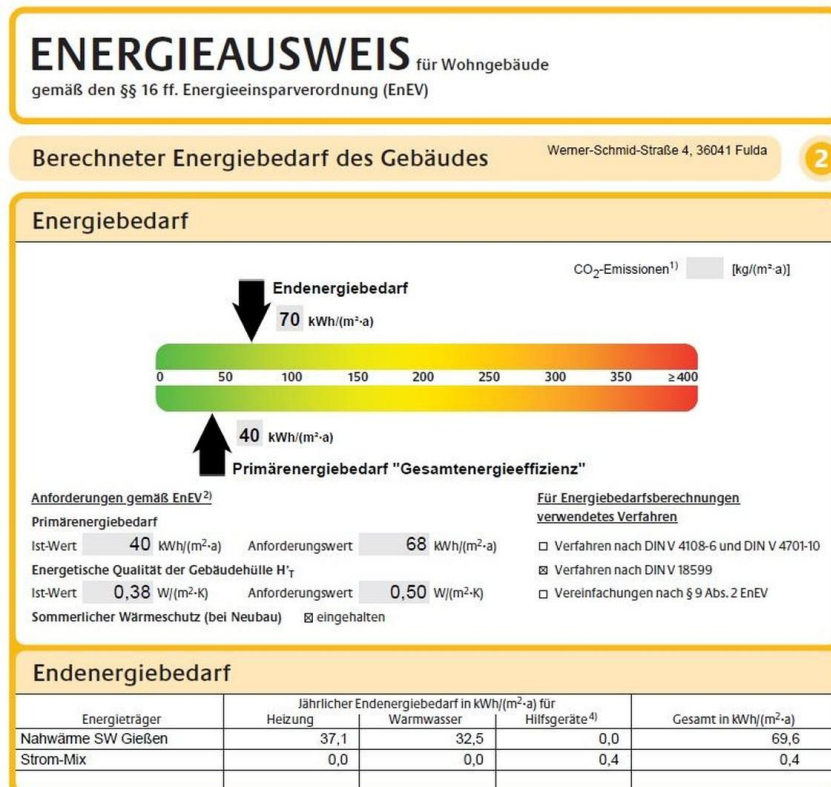 ENERGIEAUSWEIS für Wohngebäude
gemäß den §§ 16 ff. Energieeinsparverordnung (EnEV)
Berechneter Energiebedarf des Gebäudes Werner-Schmid-Straße 4, 36041 Fulda 2
Energiebedarf
CO₂-Emissionen¹⁾ [kg/(m²·a)]
Endenergiebedarf
70 kWh/(m²·a)
0 50 100 150 200 250 300 350 ≥400
40 kWh/(m²·a)
Primärenergiebedarf "Gesamtenergieeffizienz"
Anforderungen gemäß EnEV²⁾
Primärenergiebedarf
Ist-Wert 40 kWh/(m²·a) Anforderungswert 68 kWh/(m²·a)
Energetische Qualität der Gebäudehülle H'T
Ist-Wert 0,38 W/(m²·K) Anforderungswert 0,50 W/(m²·K)
Sommerlicher Wärmeschutz (bei Neubau) ☒ eingehalten
Für Energiebedarfsberechnungen
verwendetes Verfahren
☐ Verfahren nach DIN V 4108-6 und DIN V 4701-10
☒ Verfahren nach DIN V 18599
☐ Vereinfachungen nach § 9 Abs. 2 EnEV
Endenergiebedarf
Jährlicher Endenergiebedarf in kWh/(m²·a) für
Energieträger Heizung Warmwasser Hilfsgeräte⁴⁾ Gesamt in kWh/(m²·a)
Nahwärme SW Gießen 37,1 32,5 0,0 69,6
Strom-Mix 0,0 0,0 0,4 0,4